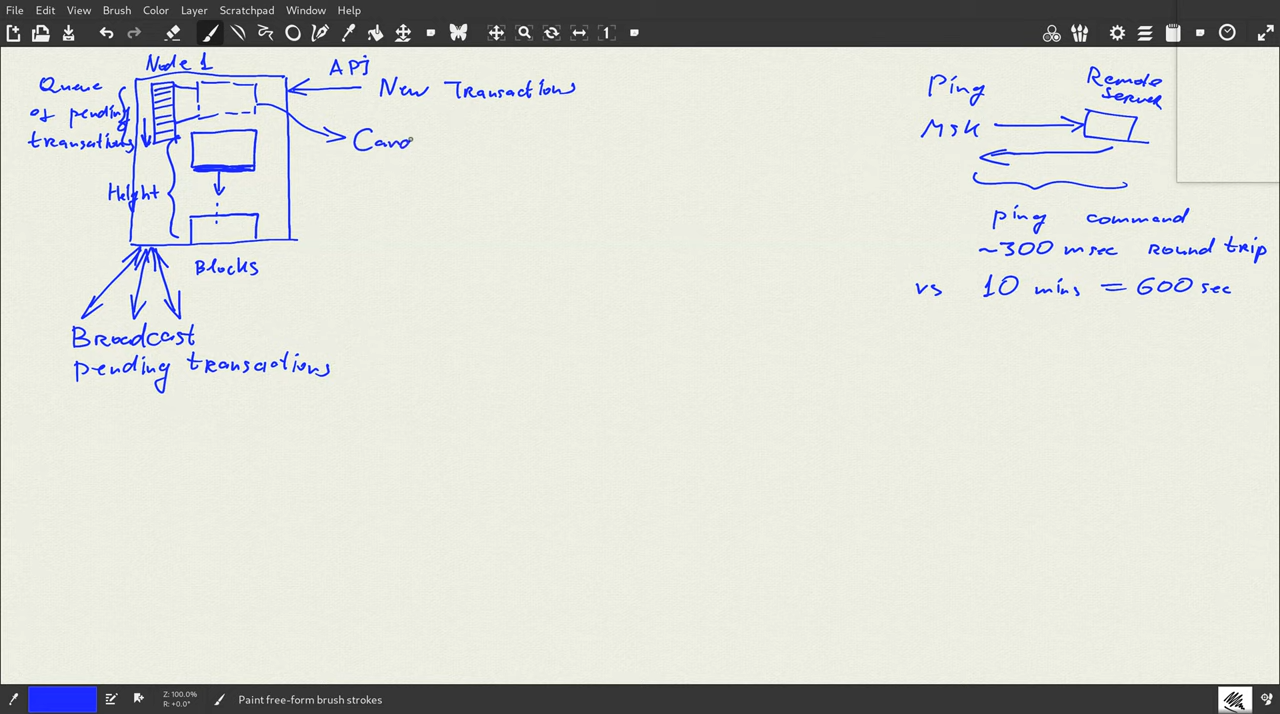 File Edit View Brush Color Layer Scratchpad Window Help
Node 1
API
New Transactions
Queue
of pending
transations
Cand
Height
Blocks
Broadcast
pending transactions
Ping
Remote
Server
MSK
ping command
~300 msec round trip
vs 10 mins = 600 sec
Z: 100.0%
R: +0.0°
Paint free-form brush strokes